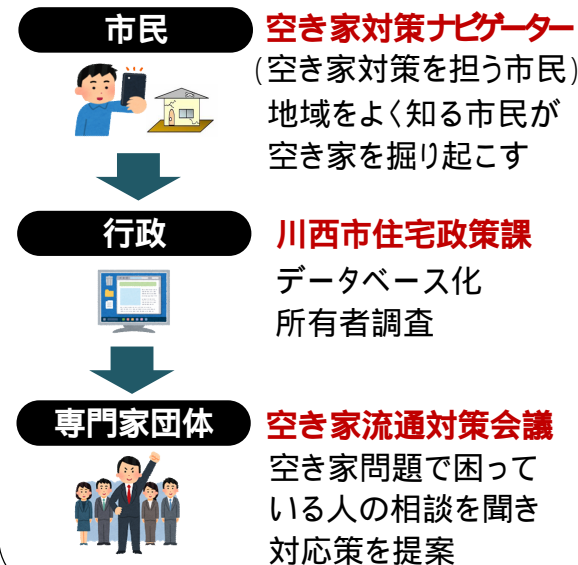 市民
空き家対策ナビゲーター
(空き家対策を担う市民)
地域をよく知る市民が
空き家を掘り起こす
行政
川西市住宅政策課
データベース化
所有者調査
専門家団体
空き家流通対策会議
空き家問題で困って
いる人の相談を聞き
対応策を提案